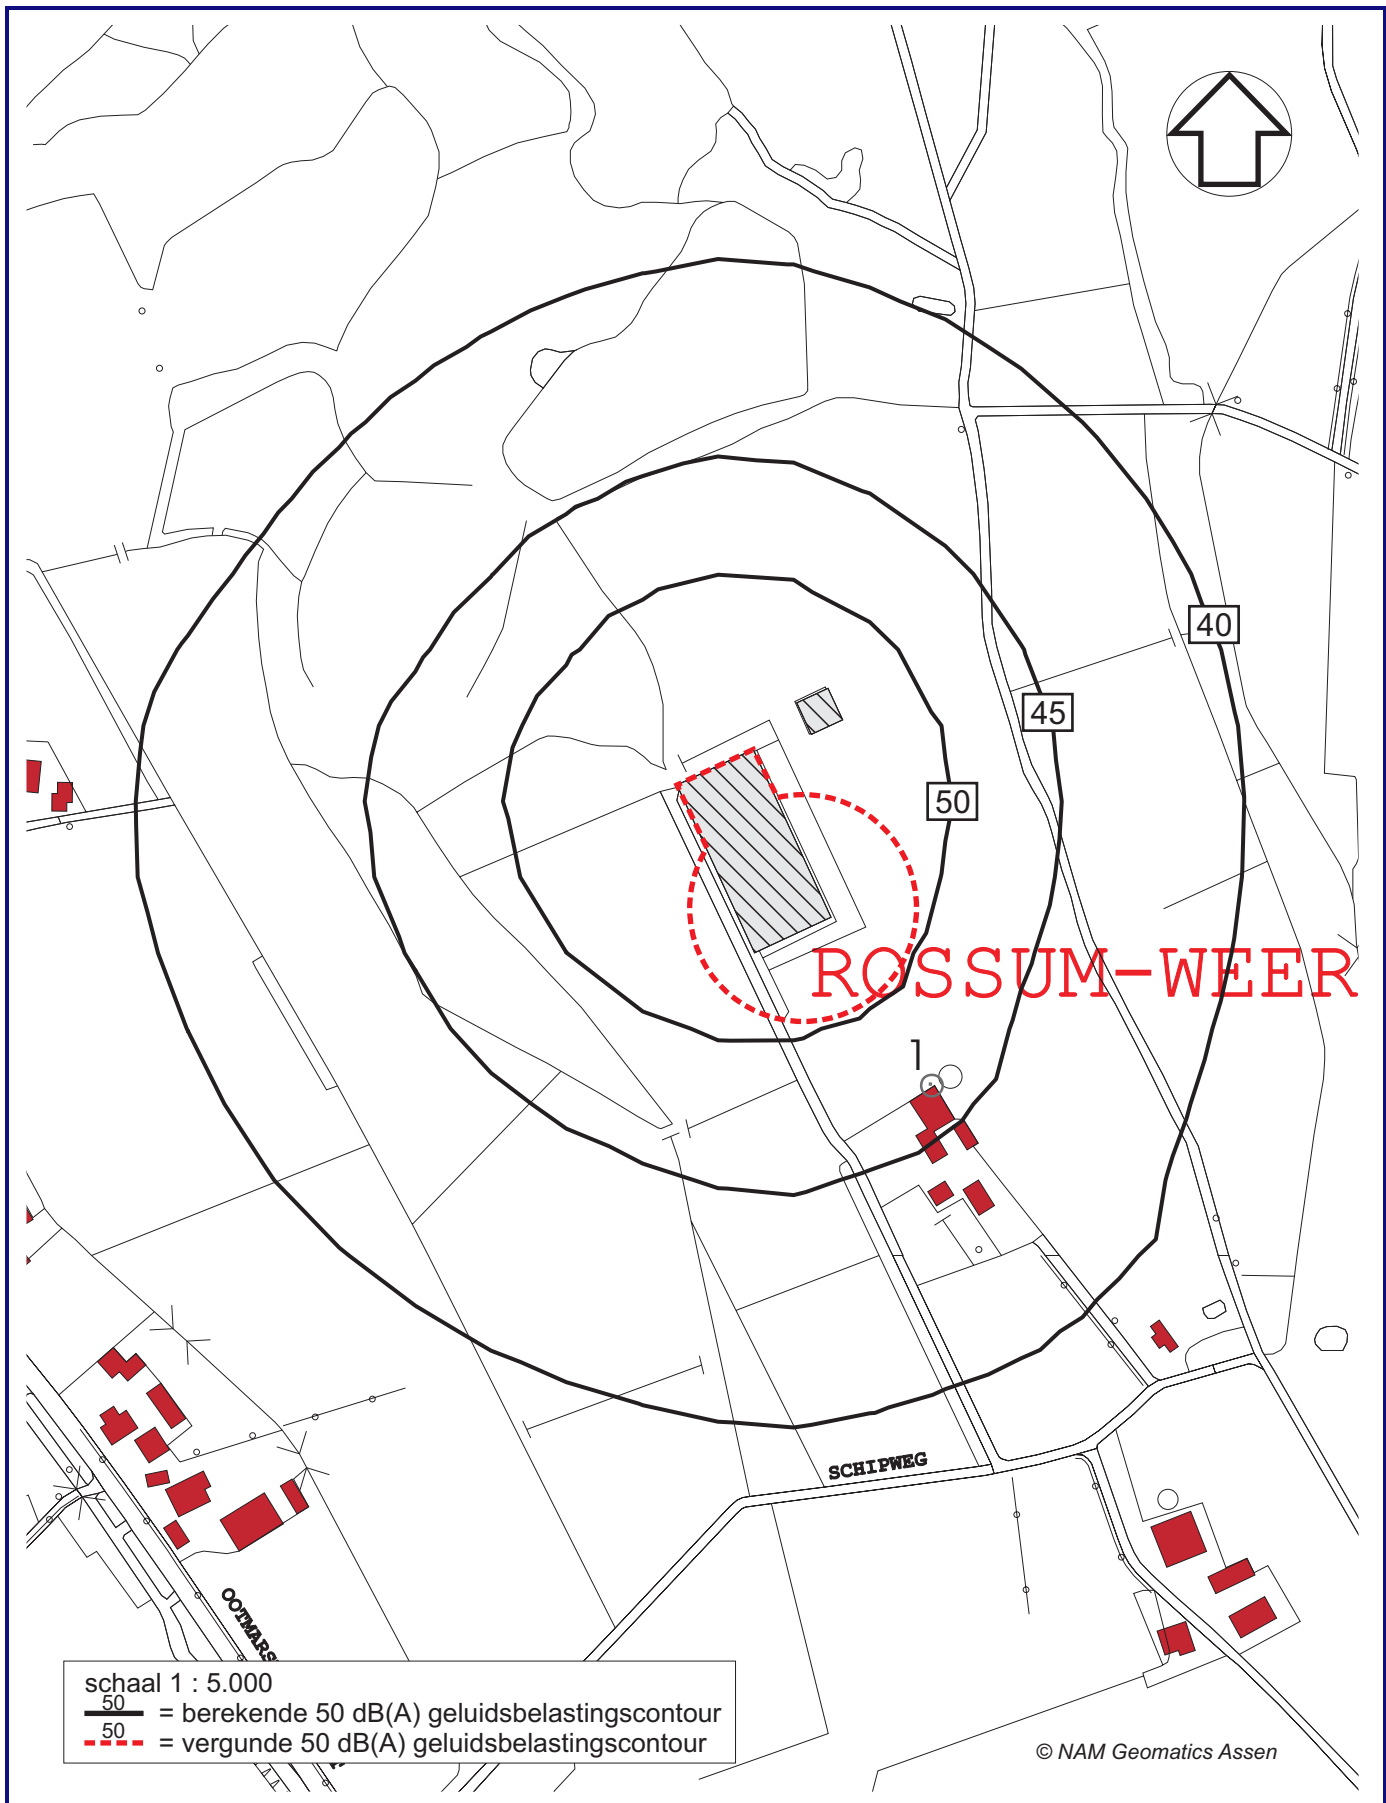 40
45
50
ROSSUM-WEER
1
SCHIPWEG
OOTMARS
schaal 1 : 5.000
50 = berekende 50 dB(A) geluidsbelastingscontour
50 = vergunde 50 dB(A) geluidsbelastingscontour
© NAM Geomatics Assen